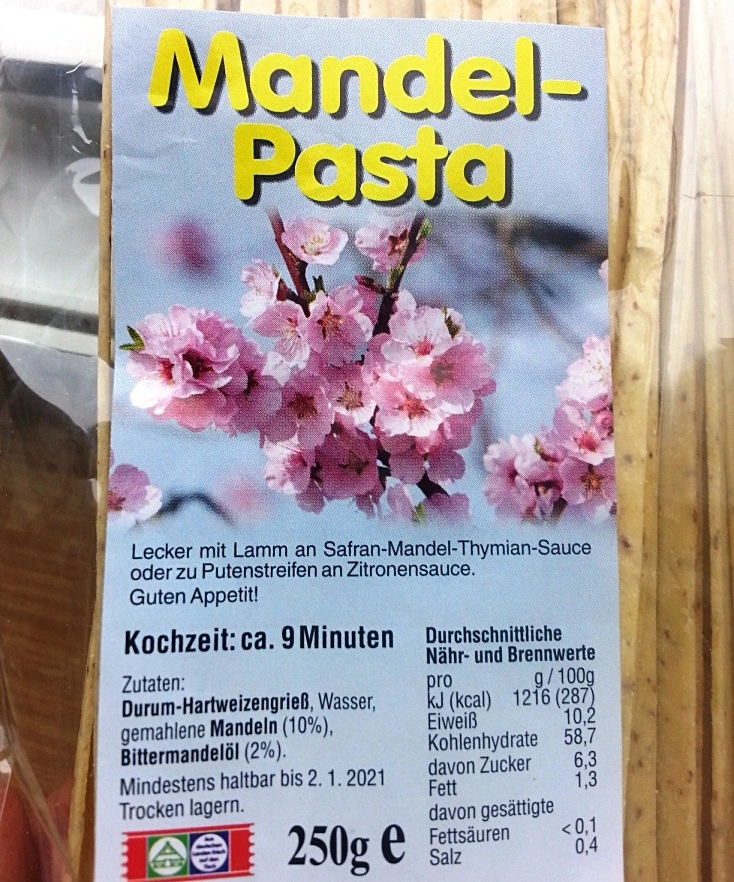 Mandel-
Pasta
Lecker mit Lamm an Safran-Mandel-Thymian-Sauce
oder zu Putenstreifen an Zitronensauce.
Guten Appetit!
Kochzeit: ca. 9 Minuten
Zutaten:
Durum-Hartweizengrieß, Wasser,
gemahlene Mandeln (10%),
Bittermandelöl (2%).
Mindestens haltbar bis 2. 1. 2021
Trocken lagern.
250g e
Durchschnittliche
Nähr- und Brennwerte
pro g / 100g
kJ (kcal) 1216 (287)
Eiweiß 10,2
Kohlenhydrate 58,7
davon Zucker 6,3
Fett 1,3
davon gesättigte
Fettsäuren <0,1
Salz 0,4